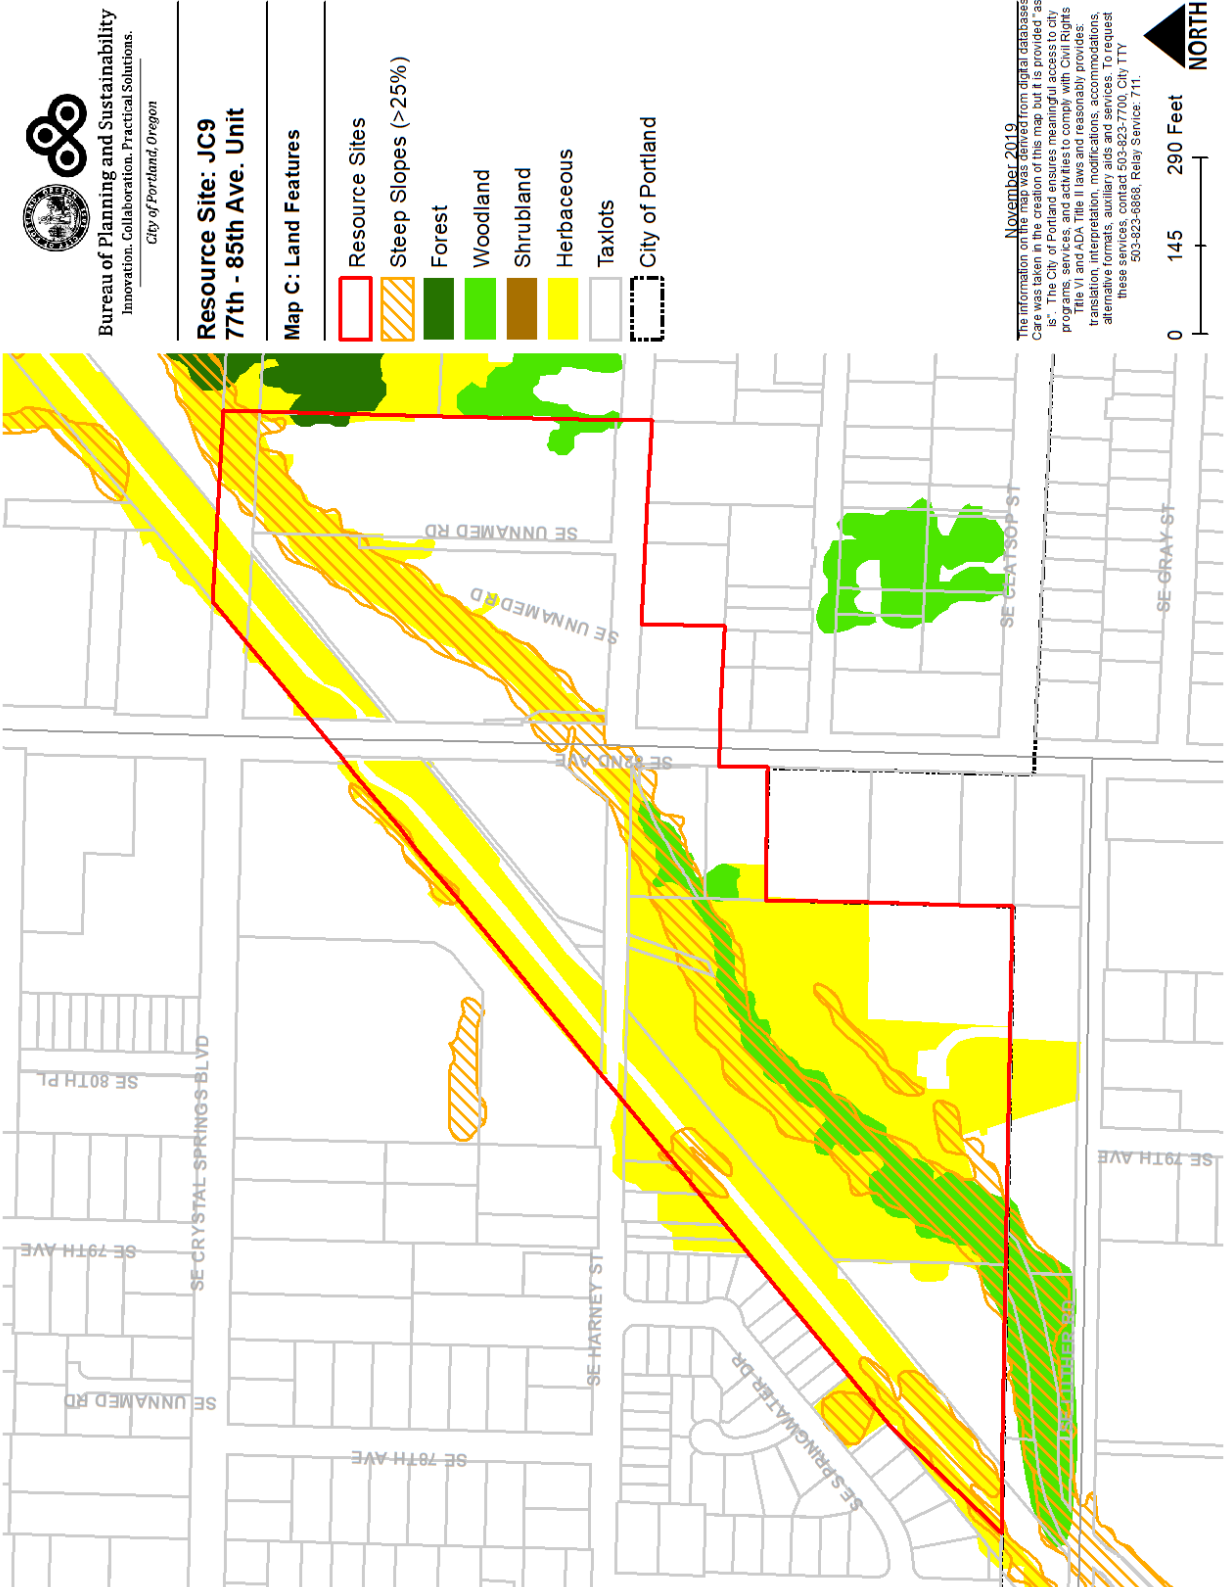 Bureau of Planning and Sustainability
Innovation. Collaboration. Practical Solutions.
City of Portland, Oregon
Resource Site: JC9
77th - 85th Ave. Unit
Map C: Land Features
Resource Sites
Steep Slopes (>25%)
Forest
Woodland
Shrubland
Herbaceous
Taxlots
City of Portland
November 2019
The information on the map was derived from digital databases
Care was taken in the creation of this map but it is provided "as
is". The City of Portland ensures meaningful access to city
programs, services, and activities to comply with Civil Rights
Title VI and ADA Title II laws and reasonably provides:
translation, interpretation, modifications, accommodations,
alternative formats, auxiliary aids and services. To request
these services, contact 503-823-7700, City TTY
503-823-6868, Relay Service: 711.
0 145 290 Feet
NORTH
SE UNNAMED RD
SE UNNAMED RD
SE CLATSOP ST
SE GRAY ST
SE 82ND AVE
SE 80TH PL
SE CRYSTAL SPRINGS BLVD
SE 79TH AVE
SE 79TH AVE
SE HARNEY ST
SE UNNAMED RD
SE 78TH AVE
SE SPRINGWATER DR